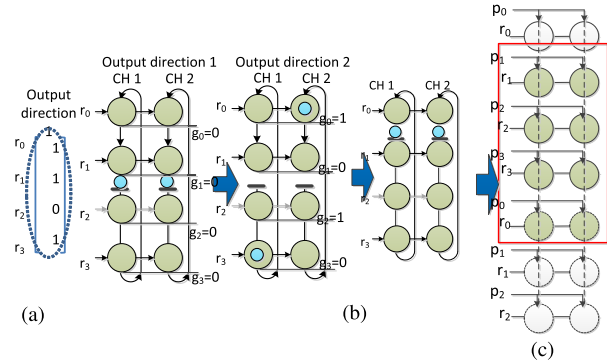 Output direction 1
Output direction 2
CH 1 CH 2
CH 1 CH 2
CH 1 CH 2
Output
direction
r0 1
1
r1 1
r2 0
r3 1
r0
g0=0
r1
g1=0
r2
g2=0
r3
g3=0
r0
g0=1
r1
g1=0
r2
g2=1
r3
g3=0
r0
r1
r2
r3
p0
r0
p1
r1
p2
r2
p3
r3
p0
r0
p1
r1
p2
r2
(a)
(b)
(c)